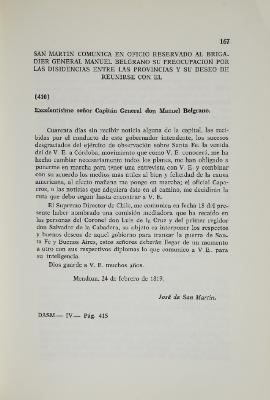 167
SAN MARTIN COMUNICA EN OFICIO RESERVADO AL BRIGA-
DIER GENERAL MANUEL BELGRANO SU PREOCUPACION POR
LAS DISIDENCIAS ENTRE LAS PROVINCIAS Y SU DESEO DE
REUNIRSE CON EL
(410)
Excelentísimo señor Capitán General don Manuel Belgrano.
Cuarenta días sin recibir noticia alguna de la capital, las reci-
bidas por el conducto de este gobernador intendente, los sucesos
desgraciados del ejército de observación sobre Santa Fe, la venida
del de V. E. a Córdoba, movimiento que como V. E. conocerá, me ha
hecho cambiar necesariamente todos los planes, me han obligado a
ponerme en marcha para tener una entrevista con V. E. y combinar
con su acuerdo los medios más útiles al bien y felicidad de la causa
americana, al efecto mañana me pongo en marcha; el oficial Capa-
rros, o las noticias que adquiera éste en el camino, me decidirán la
ruta que debo seguir hasta encontrar a V. E.
El Supremo Director de Chile, me comunica en fecha 18 del pre-
sente haber nombrado una comisión mediadora que ha recaído en
las personas del Coronel don Luis de la Cruz y del primer regidor
don Salvador de la Cabadera, su objeto es interponer los respetos
y buenos deseos de aquel gobierno para tranzar la guerra de San-
ta Fe y Buenos Aires, estos señores deberán llegar de un momento
a otro con sus respectivos diplomas lo que comunico a V. E. para
su inteligencia.
Dios guarde a V. E. muchos años.
Mendoza, 24 de febrero de 1819.
José de San Martín.
DASM.— IV.— Pág. 415